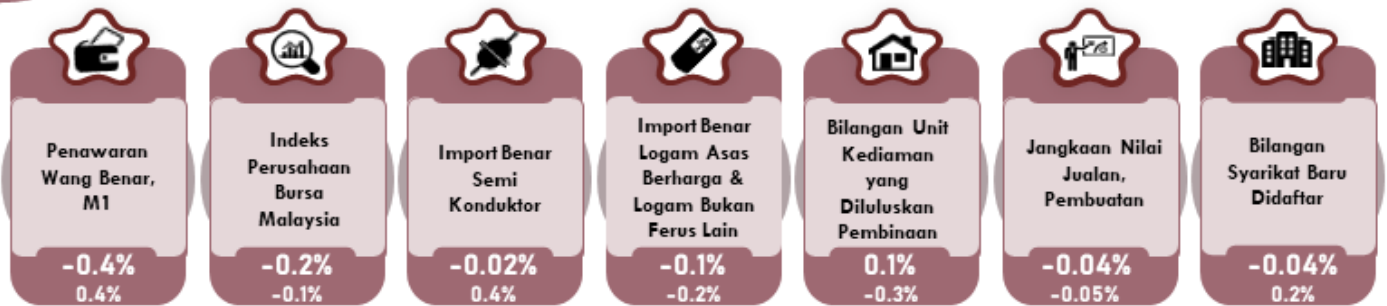 Penawaran
Wang Benar,
M1
-0.4%
0.4%
Indeks
Perusahaan
Bursa
Malaysia
-0.2%
-0.1%
Import Benar
Semi
Konduktor
-0.02%
0.4%
Import Benar
Logam Asas
Berharga &
Logam Bukan
Ferus Lain
-0.1%
-0.2%
Bilangan Unit
Kediaman
yang
Diluluskan
Pembinaan
0.1%
-0.3%
Jangkaan Nilai
Jualan,
Pembuatan
-0.04%
-0.05%
Bilangan
Syarikat Baru
Didaftar
-0.04%
0.2%